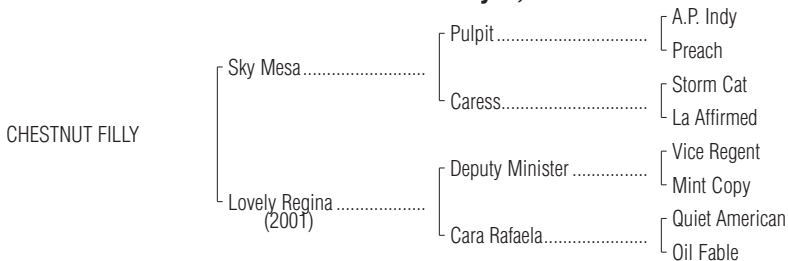 A.P. Indy
Pulpit..................................
Preach
Sky Mesa.........................
Storm Cat
Caress................................
La Affirmed
CHESTNUT FILLY
Vice Regent
Deputy Minister ................
Mint Copy
Lovely Regina ..................
(2001)
Quiet American
Cara Rafaela.......................
Oil Fable